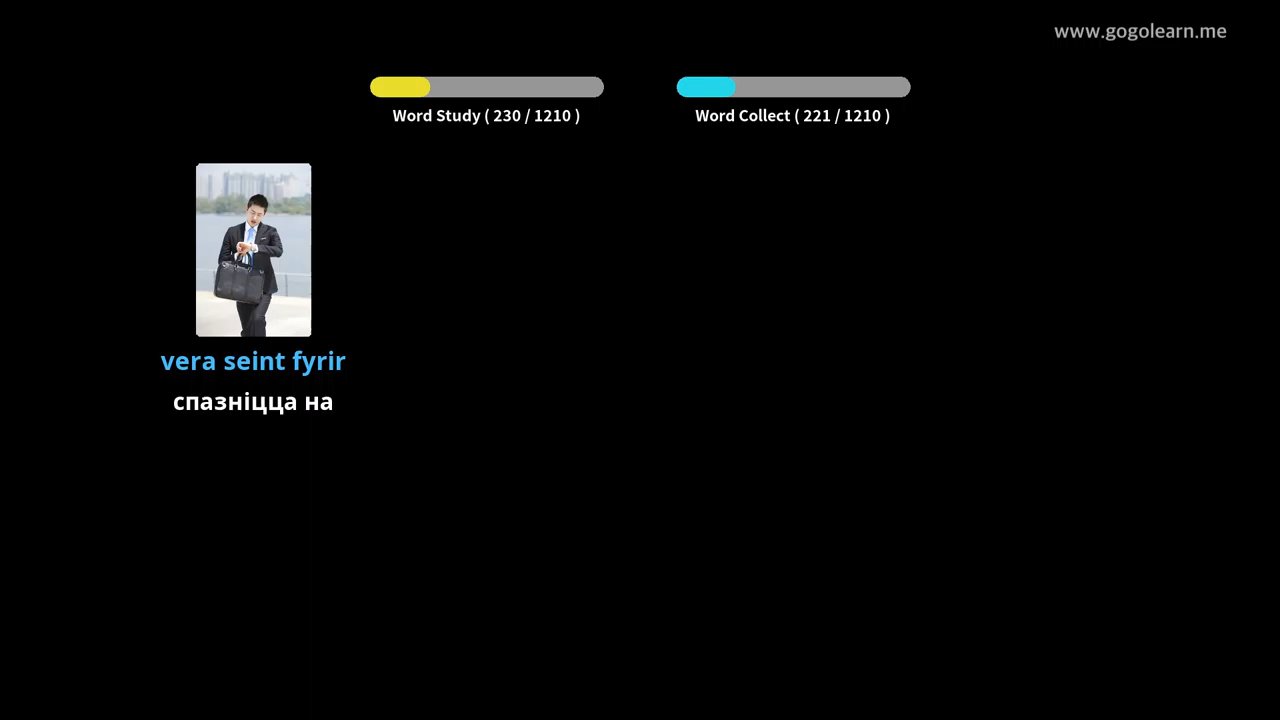 www.gogolearn.me
Word Study ( 230 / 1210 )
Word Collect ( 221 / 1210 )
vera seint fyrir
спазніцца на